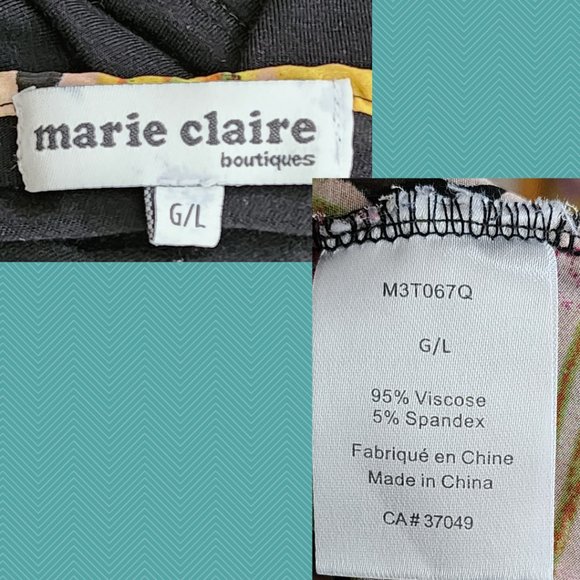 marie claire
boutiques
G/L
M3T067Q
G/L
95% Viscose
5% Spandex
Fabriqué en Chine
Made in China
CA# 37049